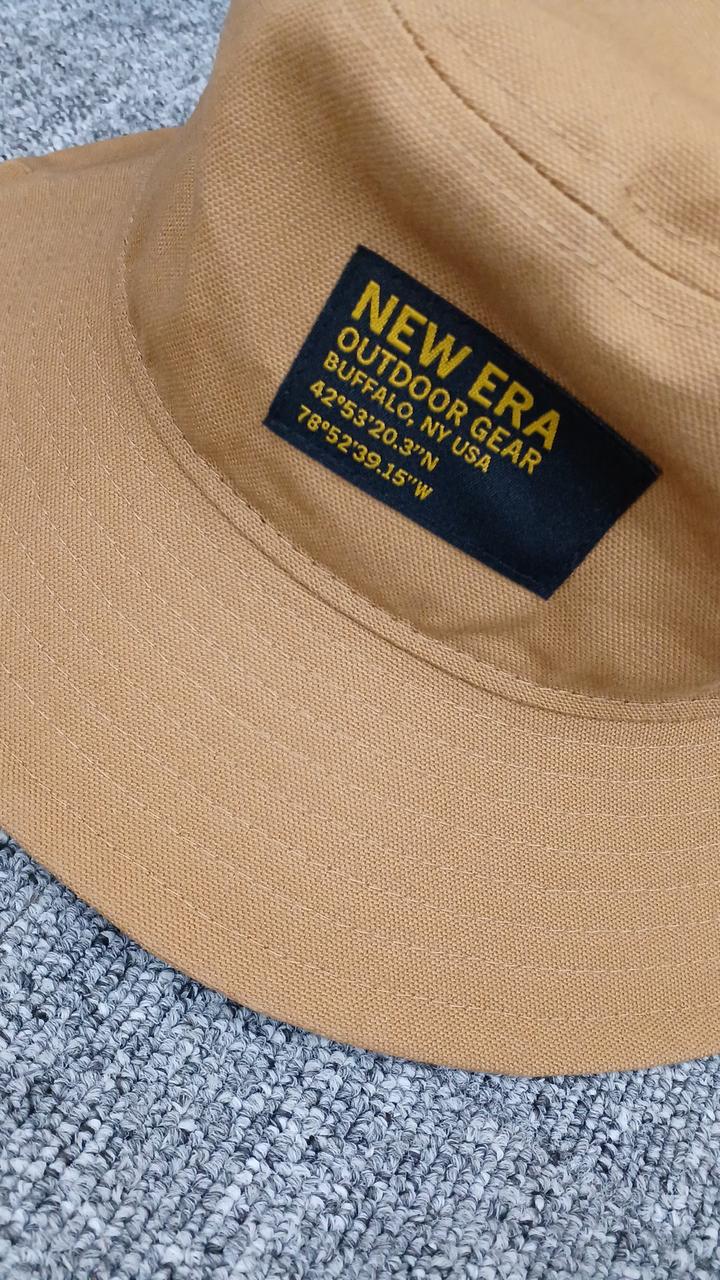 NEW ERA
OUTDOOR GEAR
BUFFALO, NY USA
42°53'20.3"N
78°52'39.15"W